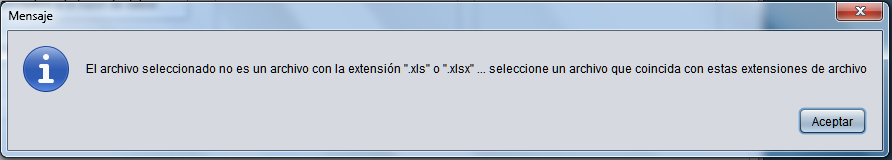 Mensaje
El archivo seleccionado no es un archivo con la extensión ".xls" o ".xlsx" ... seleccione un archivo que coincida con estas extensiones de archivo
Aceptar